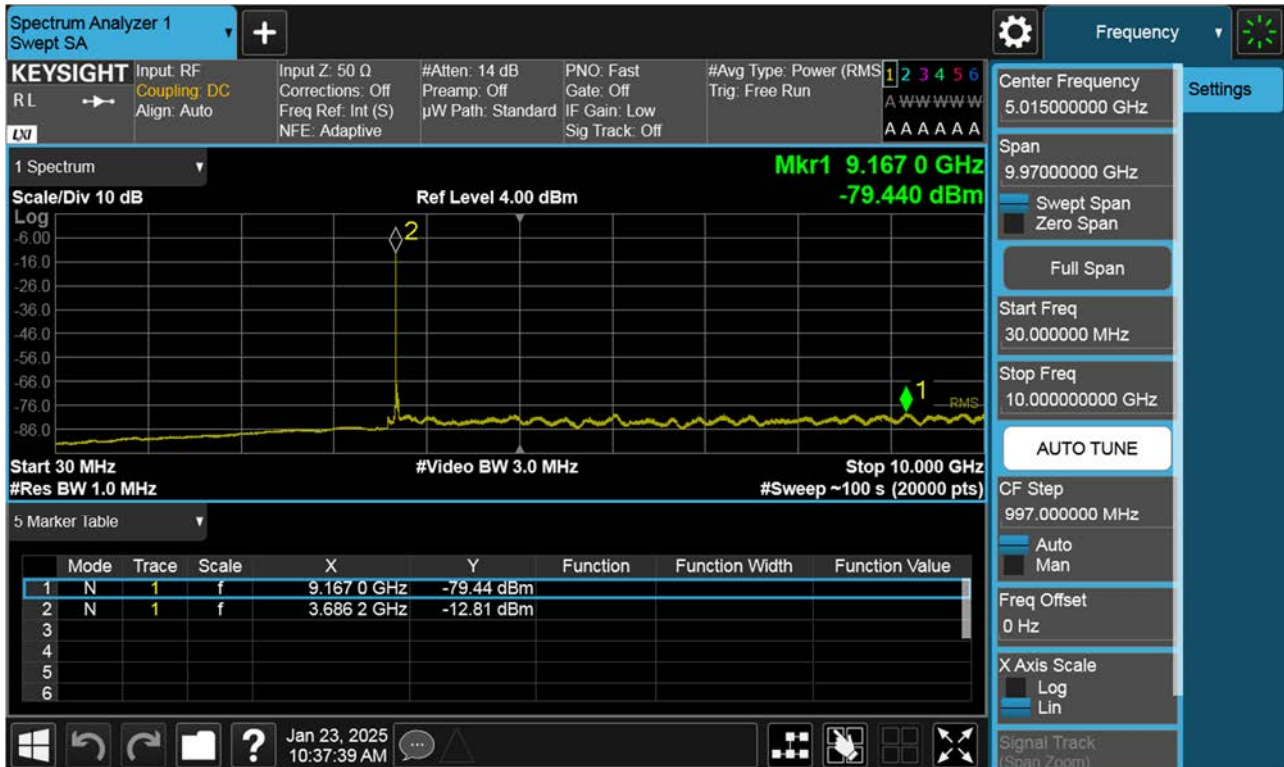 Spectrum Analyzer 1
Swept SA
+
Frequency
KEYSIGHT
RL
LXI
Input: RF
Coupling: DC
Align: Auto
Input Z: 50 Ω
Corrections: Off
Freq Ref: Int (S)
NFE: Adaptive
#Atten: 14 dB
Preamp: Off
µW Path: Standard
PNO: Fast
Gate: Off
IF Gain: Low
Sig Track: Off
#Avg Type: Power (RMS
Trig: Free Run
1 2 3 4 5 6
A W W W W W
A A A A A A
1 Spectrum
Mkr1 9.167 0 GHz
-79.440 dBm
Scale/Div 10 dB
Ref Level 4.00 dBm
Log
-6.00
-16.0
-26.0
-36.0
-46.0
-56.0
-66.0
-76.0
-86.0
2
1
RMS
Start 30 MHz
#Video BW 3.0 MHz
Stop 10.000 GHz
#Res BW 1.0 MHz
#Sweep ~100 s (20000 pts)
5 Marker Table
Mode Trace Scale X Y Function Function Width Function Value
1 N 1 f 9.167 0 GHz -79.44 dBm
2 N 1 f 3.686 2 GHz -12.81 dBm
3
4
5
6
?
Jan 23, 2025
10:37:39 AM
Center Frequency
5.015000000 GHz
Settings
Span
9.97000000 GHz
Swept Span
Zero Span
Full Span
Start Freq
30.000000 MHz
Stop Freq
10.000000000 GHz
AUTO TUNE
CF Step
997.000000 MHz
Auto
Man
Freq Offset
0 Hz
X Axis Scale
Log
Lin
Signal Track
(Span Zoom)